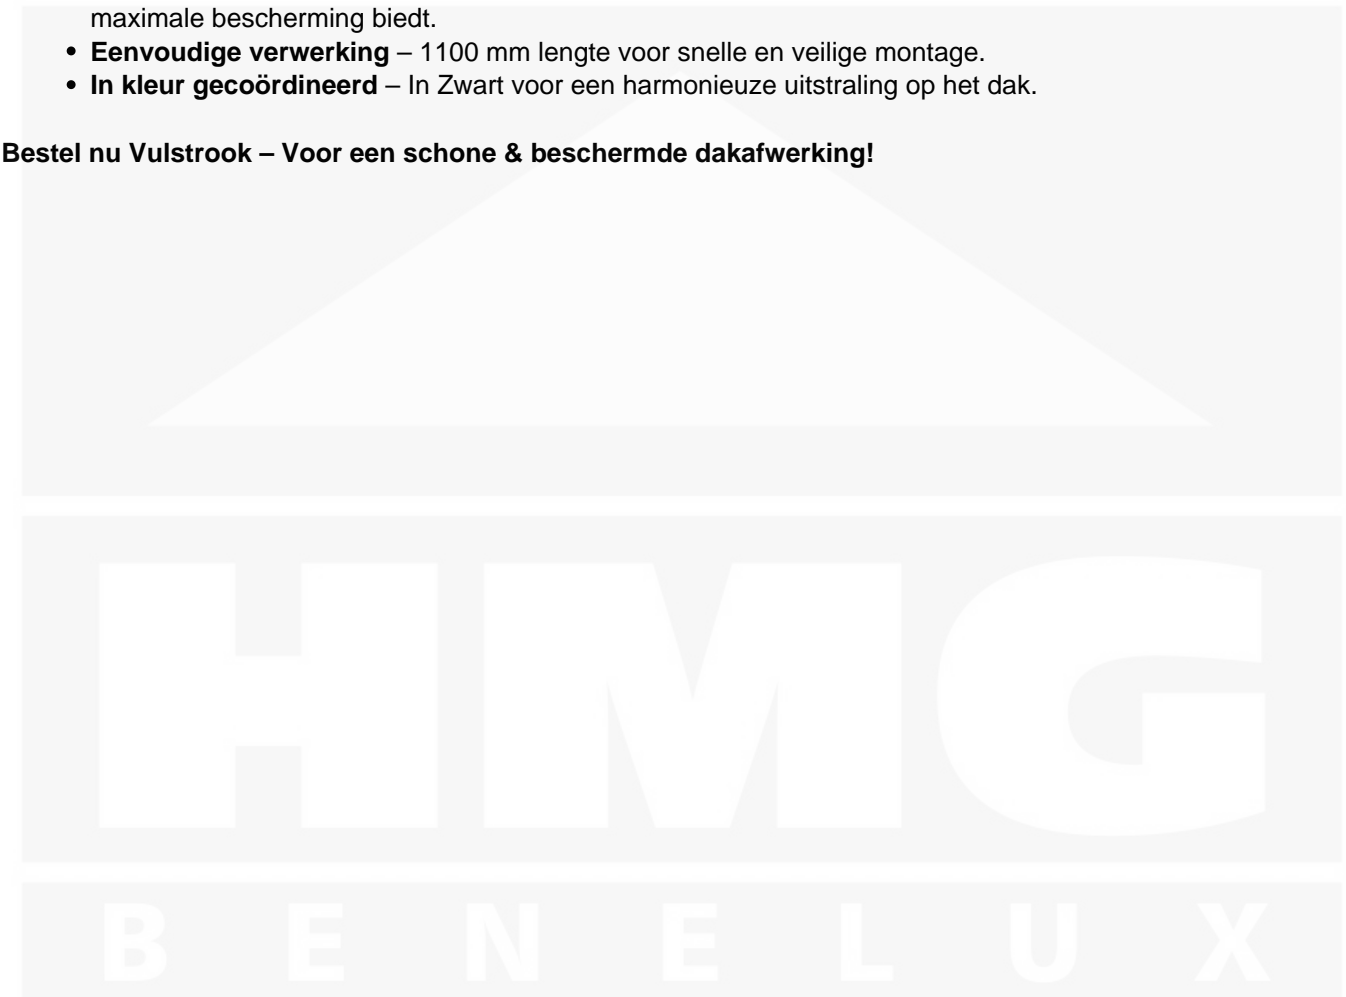 maximale bescherming biedt.
• Eenvoudige verwerking – 1100 mm lengte voor snelle en veilige montage.
• In kleur gecoördineerd – In Zwart voor een harmonieuze uitstraling op het dak.
Bestel nu Vulstrook – Voor een schone & beschermde dakafwerking!
HMG
BENELUX